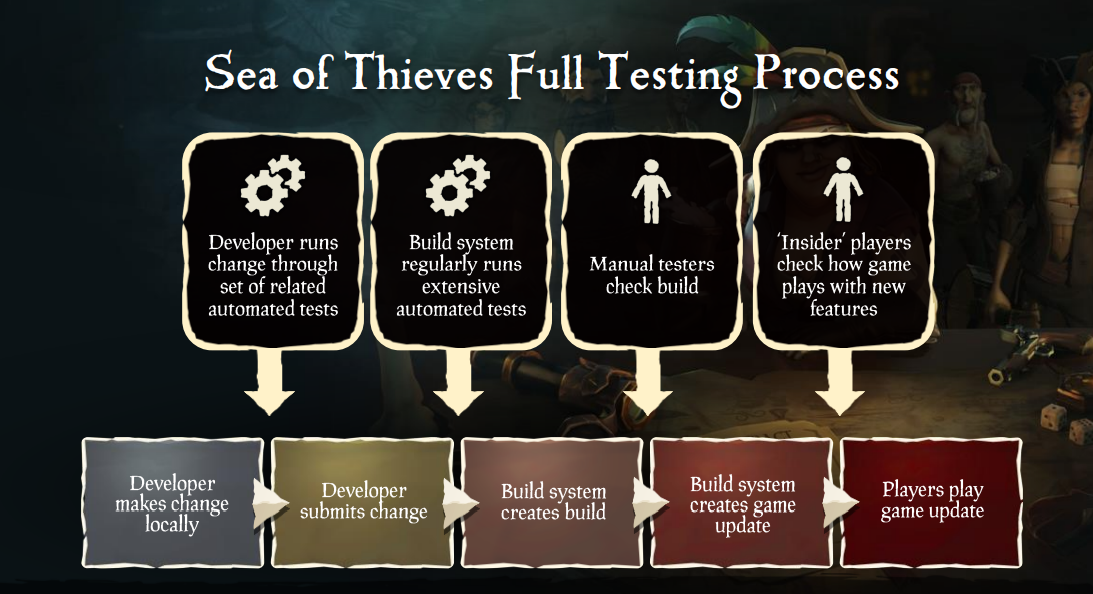 Sea of Thieves Full Testing Process
Developer runs
change through
set of related
automated tests
Build system
regularly runs
extensive
automated tests
Manual testers
check build
‘Insider’ players
check how game
plays with new
features
Developer
makes change
locally
Developer
submits change
Build system
creates build
Build system
creates game
update
Players play
game update